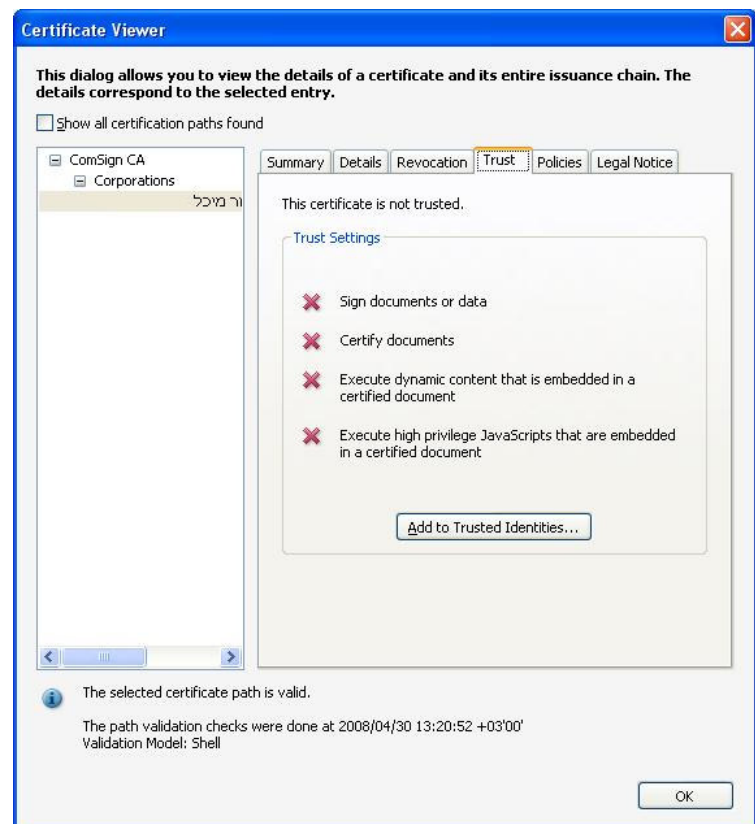 Certificate Viewer
This dialog allows you to view the details of a certificate and its entire issuance chain. The
details correspond to the selected entry.
Show all certification paths found
ComSign CA
Corporations
ור מיכל
Summary Details Revocation Trust Policies Legal Notice
This certificate is not trusted.
Trust Settings
Sign documents or data
Certify documents
Execute dynamic content that is embedded in a
certified document
Execute high privilege JavaScripts that are embedded
in a certified document
Add to Trusted Identities...
The selected certificate path is valid.
The path validation checks were done at 2008/04/30 13:20:52 +03'00'
Validation Model: Shell
OK